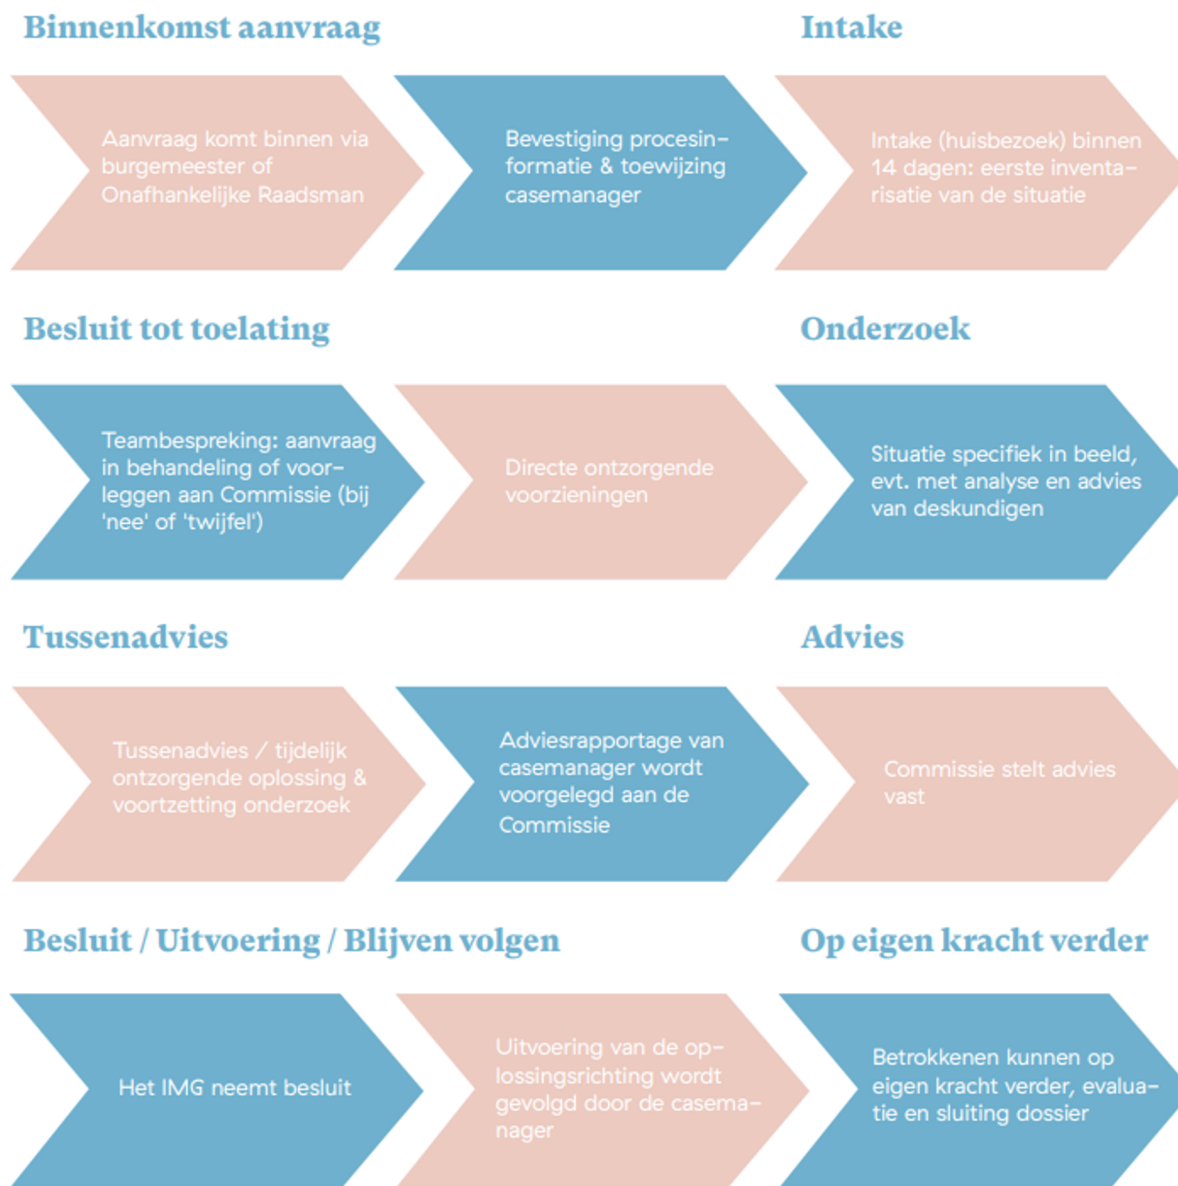 Binnenkomst aanvraag
Intake
Aanvraag komt binnen via
burgemeester of
Onafhankelijke Raadsman
Bevestiging procesin-
formatie & toewijzing
casemanager
Intake (huisbezoek) binnen
14 dagen: eerste inventa-
risatie van de situatie
Besluit tot toelating
Onderzoek
Teambespreking: aanvraag
in behandeling of voor-
leggen aan Commissie (bij
'nee' of 'twijfel')
Directe ontzorgende
voorzieningen
Situatie specifiek in beeld,
evt. met analyse en advies
van deskundigen
Tussenadvies
Advies
Tussenadvies / tijdelijk
ontzorgende oplossing &
voortzetting onderzoek
Adviesrapportage van
casemanager wordt
voorgelegd aan de
Commissie
Commissie stelt advies
vast
Besluit / Uitvoering / Blijven volgen
Op eigen kracht verder
Het IMG neemt besluit
Uitvoering van de op-
lossingsrichting wordt
gevolgd door de casema-
nager
Betrokkenen kunnen op
eigen kracht verder, evalua-
tie en sluiting dossier